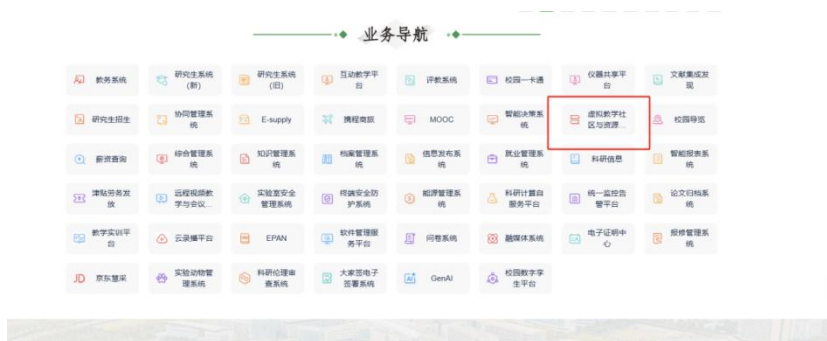 业务导航
教务系统
研究生系统
(新)
研究生系统
(旧)
互动教学平
台
评教系统
校园一卡通
仪器共享平
台
文献集成发
现
研究生招生
协同管理系
统
E-supply
携程商旅
MOOC
智能决策系
统
虚拟教学社
区与资源...
校园导览
薪资查询
综合管理系
统
知识管理系
统
档案管理系
统
信息发布系
统
就业管理系
统
科研信息
智能报表系
统
津贴劳务发
放
远程视频教
学与会议...
实验室安全
管理系统
终端安全防
护系统
能源管理系
统
科研计算自
服务平台
统一监控告
警平台
论文归档系
统
教学实训平
台
云录播平台
EPAN
软件管理服
务平台
问卷系统
融媒体系统
电子证明中
心
报修管理系
统
JD 京东慧采
实验动物管
理系统
科研伦理审
查系统
大家签电子
签署系统
AI GenAI
校园数字孪
生平台